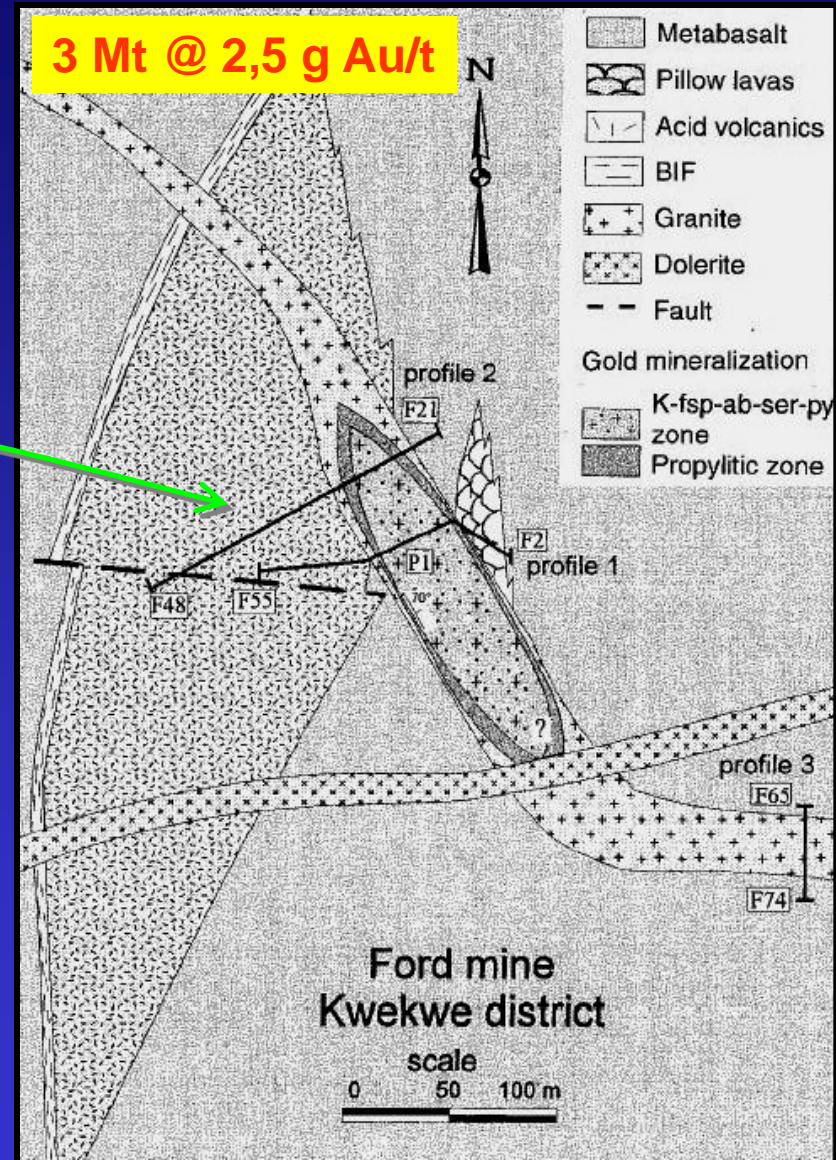 3 Mt @ 2,5 g Au/t
N
Metabasalt
Pillow lavas
Acid volcanics
BIF
Granite
Dolerite
Fault
Gold mineralization
K-fsp-ab-ser-py
zone
Propylitic zone
profile 2
F21
F2
profile 1
P1
70°
F48
F55
?
profile 3
F65
F74
Ford mine
Kwekwe district
scale
0 50 100 m